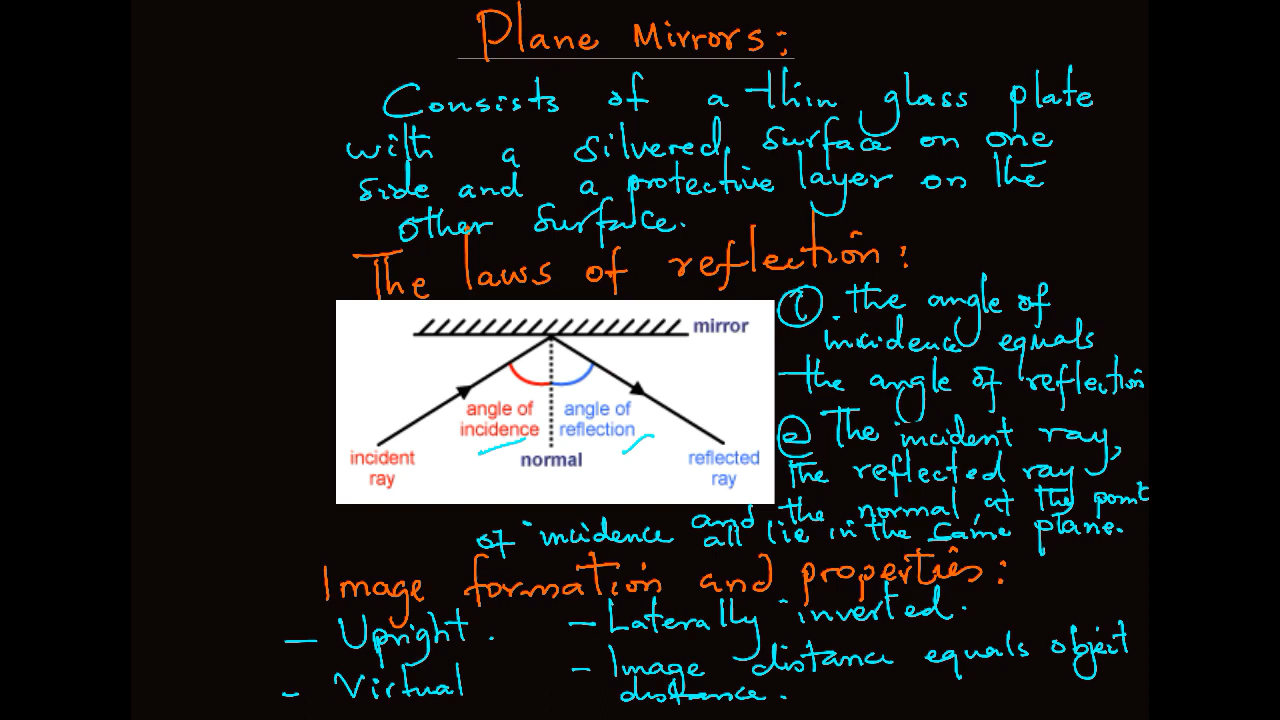 Plane Mirrors:
Consists of a thin glass plate
with a silvered surface on one
side and a protective layer on the
other surface.
The laws of reflection:
mirror
angle of incidence
angle of reflection
normal
incident ray
reflected ray
① the angle of
incidence equals
the angle of reflection
② The incident ray,
the reflected ray
and the normal, at the point
of incidence all lie in the same plane.
Image formation and properties:
- Upright.
- Virtual
- Laterally inverted.
- Image distance equals object
distance.